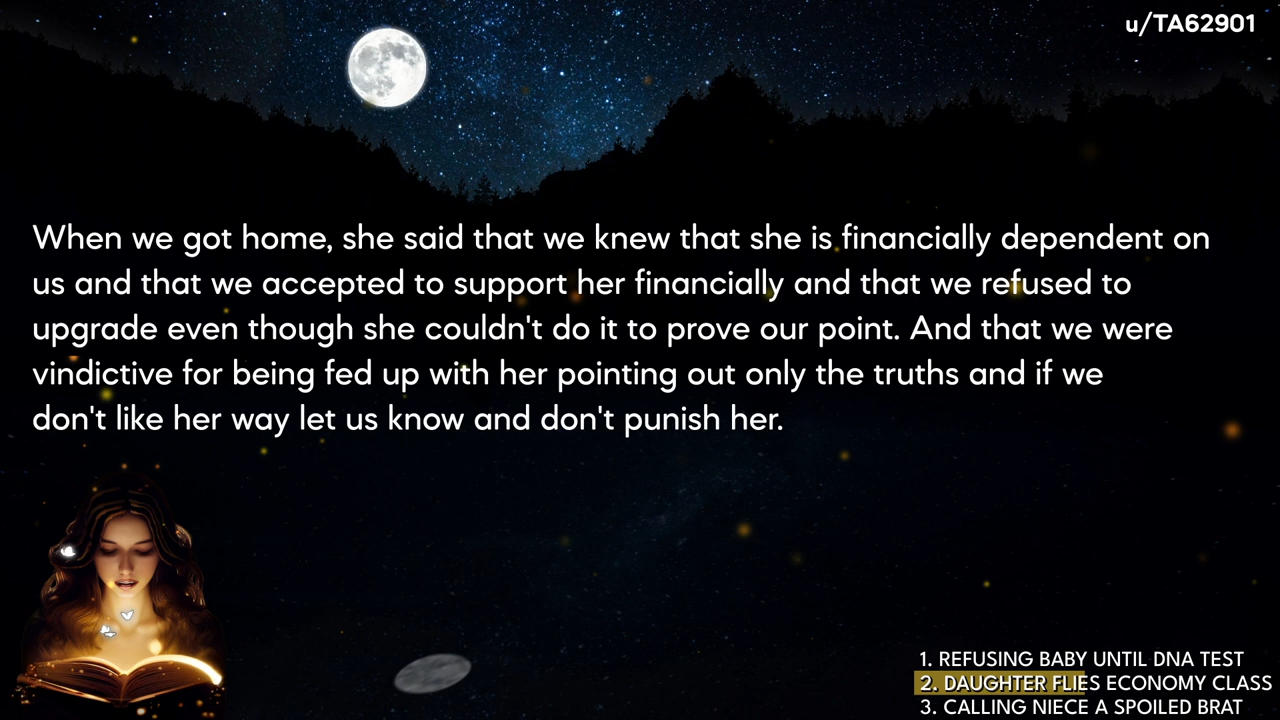 u/TA62901
When we got home, she said that we knew that she is financially dependent on
us and that we accepted to support her financially and that we refused to
upgrade even though she couldn't do it to prove our point. And that we were
vindictive for being fed up with her pointing out only the truths and if we
don't like her way let us know and don't punish her.
1. REFUSING BABY UNTIL DNA TEST
2. DAUGHTER FLIES ECONOMY CLASS
3. CALLING NIECE A SPOILED BRAT